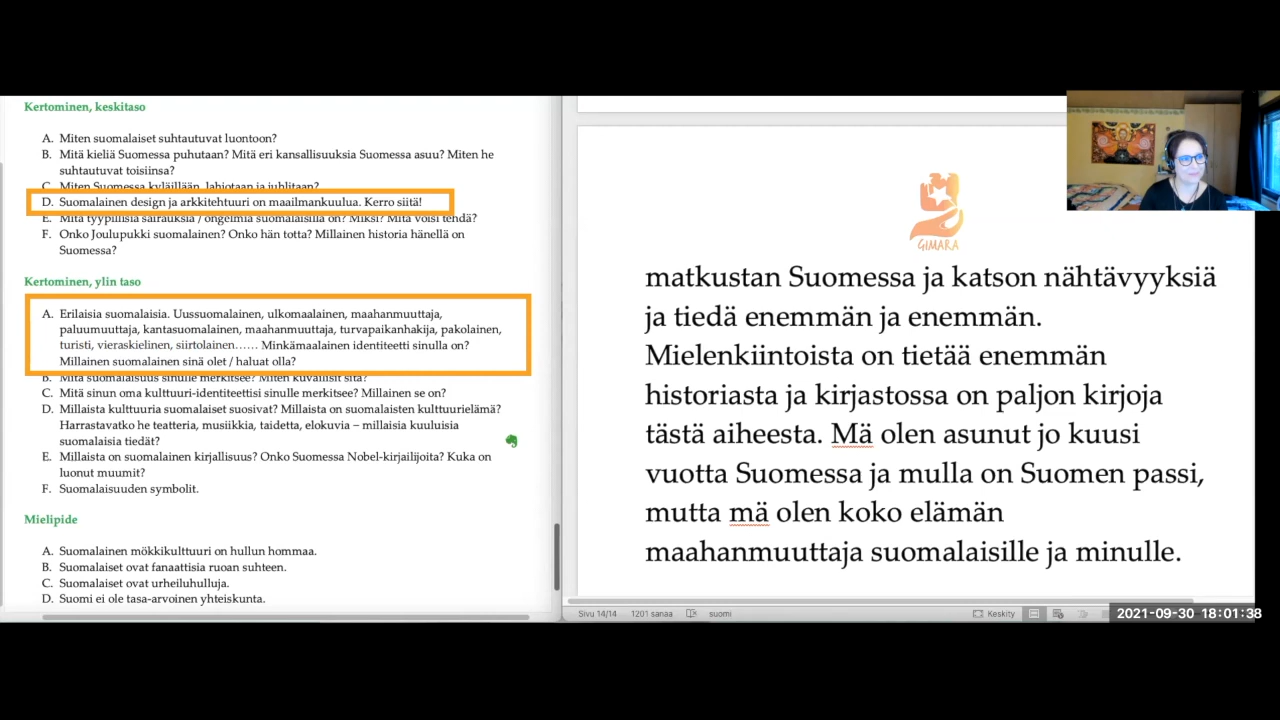 Kertominen, keskitaso
A. Miten suomalaiset suhtautuvat luontoon?
B. Mitä kieliä Suomessa puhutaan? Mitä eri kansallisuuksia Suomessa asuu? Miten he
suhtautuvat toisiinsa?
C. Miten Suomessa kyläillään, lahjotaan ja juhlitaan?
D. Suomalainen design ja arkkitehtuuri on maailmankuulua. Kerro siitä!
E. Mitä tyypillisiä sairauksia / ongelmia suomalaisilla on? Miksi? Mitä voisi tehdä?
F. Onko Joulupukki suomalainen? Onko hän totta? Millainen historia hänellä on
Suomessa?
Kertominen, ylin taso
A. Erilaisia suomalaisia. Uussuomalainen, ulkomaalainen, maahanmuuttaja,
paluumuuttaja, kantasuomalainen, maahanmuuttaja, turvapaikanhakija, pakolainen,
turisti, vieraskielinen, siirtolainen…… Minkämaalainen identiteetti sinulla on?
Millainen suomalainen sinä olet / haluat olla?
B. Mitä suomalaisuus sinulle merkitsee? Miten kuvailisit sitä?
C. Mitä sinun oma kulttuuri-identiteettisi sinulle merkitsee? Millainen se on?
D. Millaista kulttuuria suomalaiset suosivat? Millaista on suomalaisten kulttuurielämä?
Harrastavatko he teatteria, musiikkia, taidetta, elokuvia – millaisia kuuluisia
suomalaisia tiedät?
E. Millaista on suomalainen kirjallisuus? Onko Suomessa Nobel-kirjailijoita? Kuka on
luonut muumit?
F. Suomalaisuuden symbolit.
Mielipide
A. Suomalainen mökkikulttuuri on hullun hommaa.
B. Suomalaiset ovat fanaattisia ruoan suhteen.
C. Suomalaiset ovat urheiluhulluja.
D. Suomi ei ole tasa-arvoinen yhteiskunta.
GIMARA
matkustan Suomessa ja katson nähtävyyksiä
ja tiedä enemmän ja enemmän.
Mielenkiintoista on tietää enemmän
historiasta ja kirjastossa on paljon kirjoja
tästä aiheesta. Mä olen asunut jo kuusi
vuotta Suomessa ja mulla on Suomen passi,
mutta mä olen koko elämän
maahanmuuttaja suomalaisille ja minulle.
Sivu 14/14 1201 sanaa suomi Keskity
2021-09-30 18:01:38